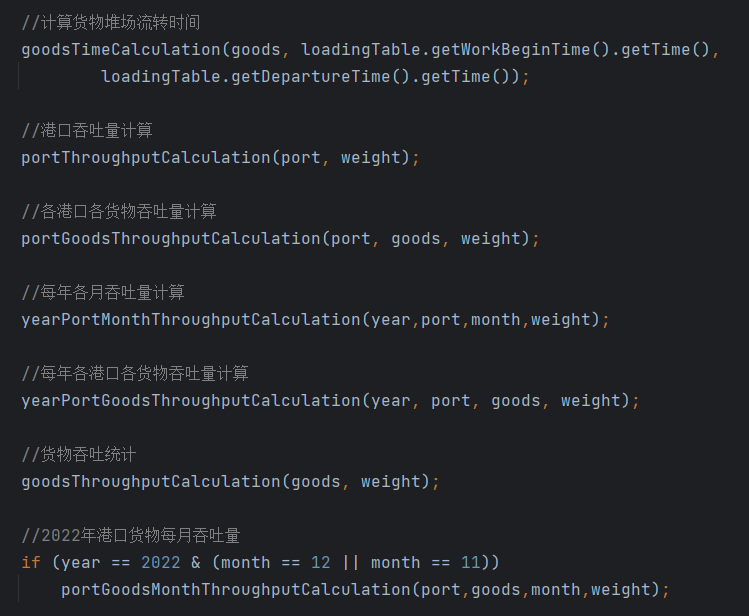 //计算货物堆场流转时间
goodsTimeCalculation(goods, loadingTable.getWorkBeginTime().getTime(),
loadingTable.getDepartureTime().getTime());
//港口吞吐量计算
portThroughputCalculation(port, weight);
//各港口各货物吞吐量计算
portGoodsThroughputCalculation(port, goods, weight);
//每年各月吞吐量计算
yearPortMonthThroughputCalculation(year,port,month,weight);
//每年各港口各货物吞吐量计算
yearPortGoodsThroughputCalculation(year, port, goods, weight);
//货物吞吐统计
goodsThroughputCalculation(goods, weight);
//2022年港口货物每月吞吐量
if (year == 2022 & (month == 12 || month == 11))
portGoodsMonthThroughputCalculation(port,goods,month,weight);